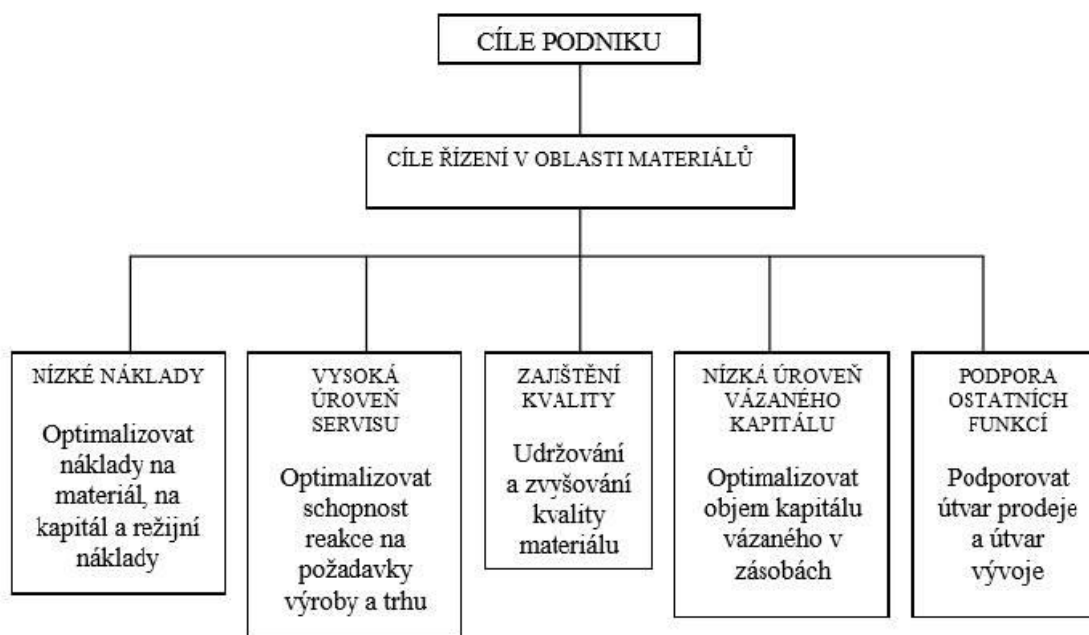 CÍLE PODNIKU
CÍLE ŘÍZENÍ V OBLASTI MATERIÁLŮ
NÍZKÉ NÁKLADY
Optimalizovat
náklady na
materiál, na
kapitál a režijní
náklady
VYSOKÁ
ÚROVEŇ
SERVISU
Optimalizovat
schopnost
reakce na
požadavky
výroby a trhu
ZAJIŠTĚNÍ
KVALITY
Udržování
a zvyšování
kvality
materiálu
NÍZKÁ ÚROVEŇ
VÁZANÉHO
KAPITÁLU
Optimalizovat
objem kapitálu
vázaného v
zásobách
PODPORA
OSTATNÍCH
FUNKCÍ
Podporovat
útvar prodeje
a útvar
vývoje